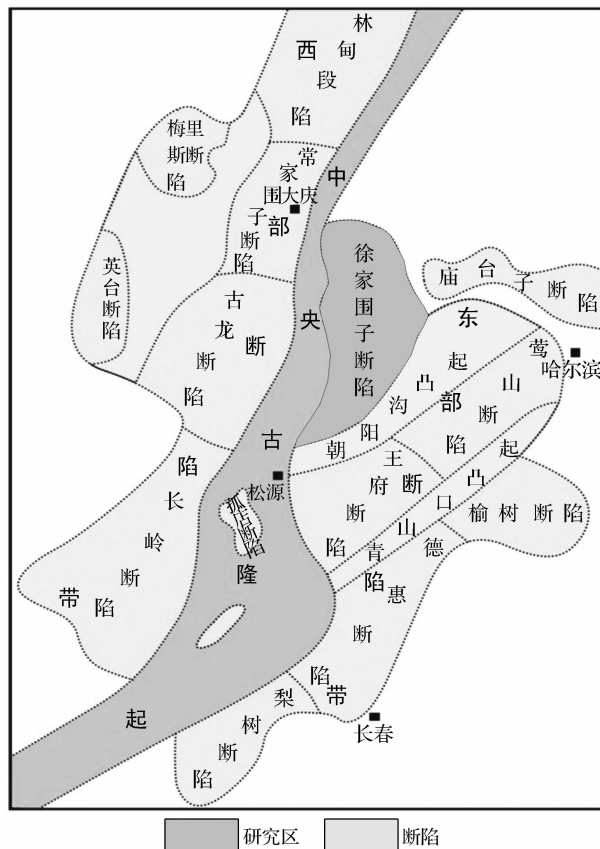 林甸断陷
西部断陷带
梅里斯断陷
常家围子断陷
大庆
中央古隆起
英台断陷
徐家围子断陷
庙台子断陷
古龙断陷
东部断陷带
哈尔滨
莺山断陷
朝阳沟凸起
王府断陷
松源
孤店断陷
青山口凸起
榆树断陷
长岭断陷
德惠断陷
梨树断陷
长春
研究区
断陷